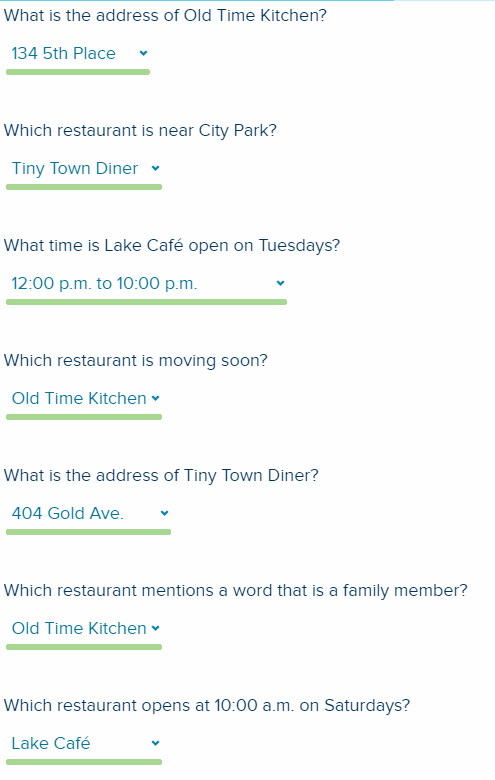 What is the address of Old Time Kitchen?
134 5th Place
Which restaurant is near City Park?
Tiny Town Diner
What time is Lake Café open on Tuesdays?
12:00 p.m. to 10:00 p.m.
Which restaurant is moving soon?
Old Time Kitchen
What is the address of Tiny Town Diner?
404 Gold Ave.
Which restaurant mentions a word that is a family member?
Old Time Kitchen
Which restaurant opens at 10:00 a.m. on Saturdays?
Lake Café